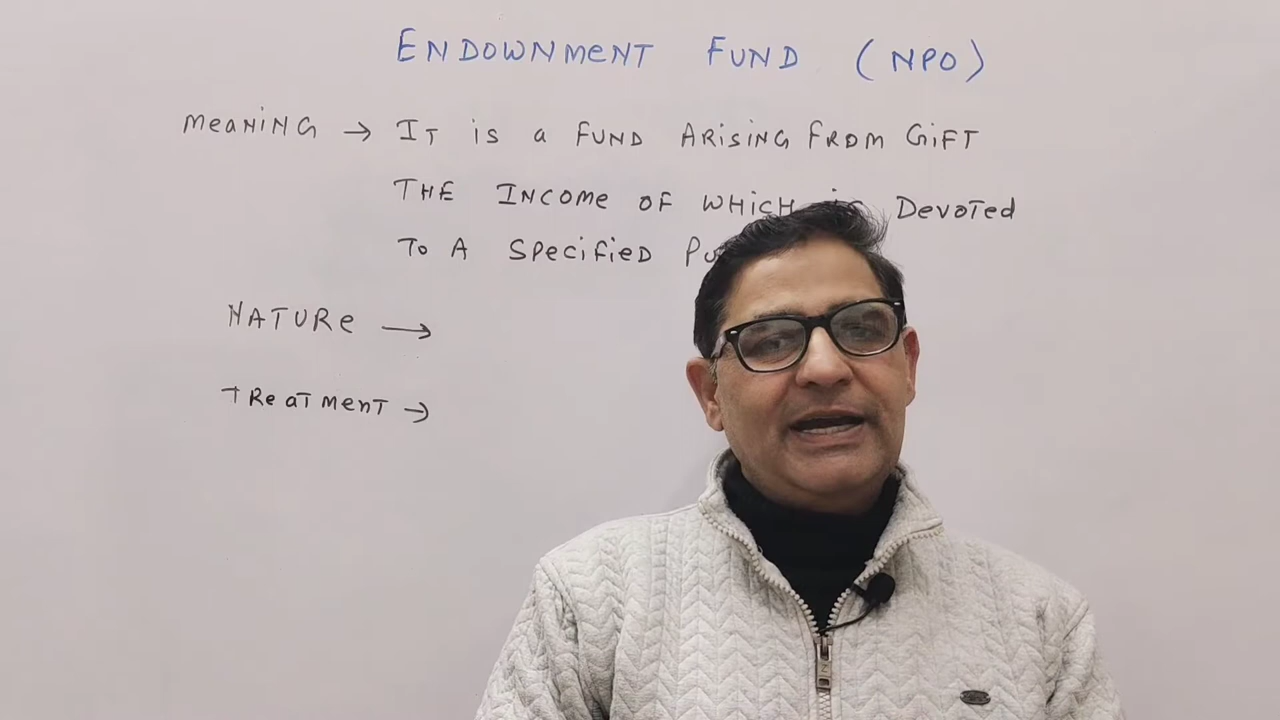 ENDOWNMENT FUND (NPO)
MEANING → IT is a FUND ARISING FROM GIFT
THE INCOME OF WHICH is DEVOTED
TO A SPECIFIED
NATURE →
TREATMENT →